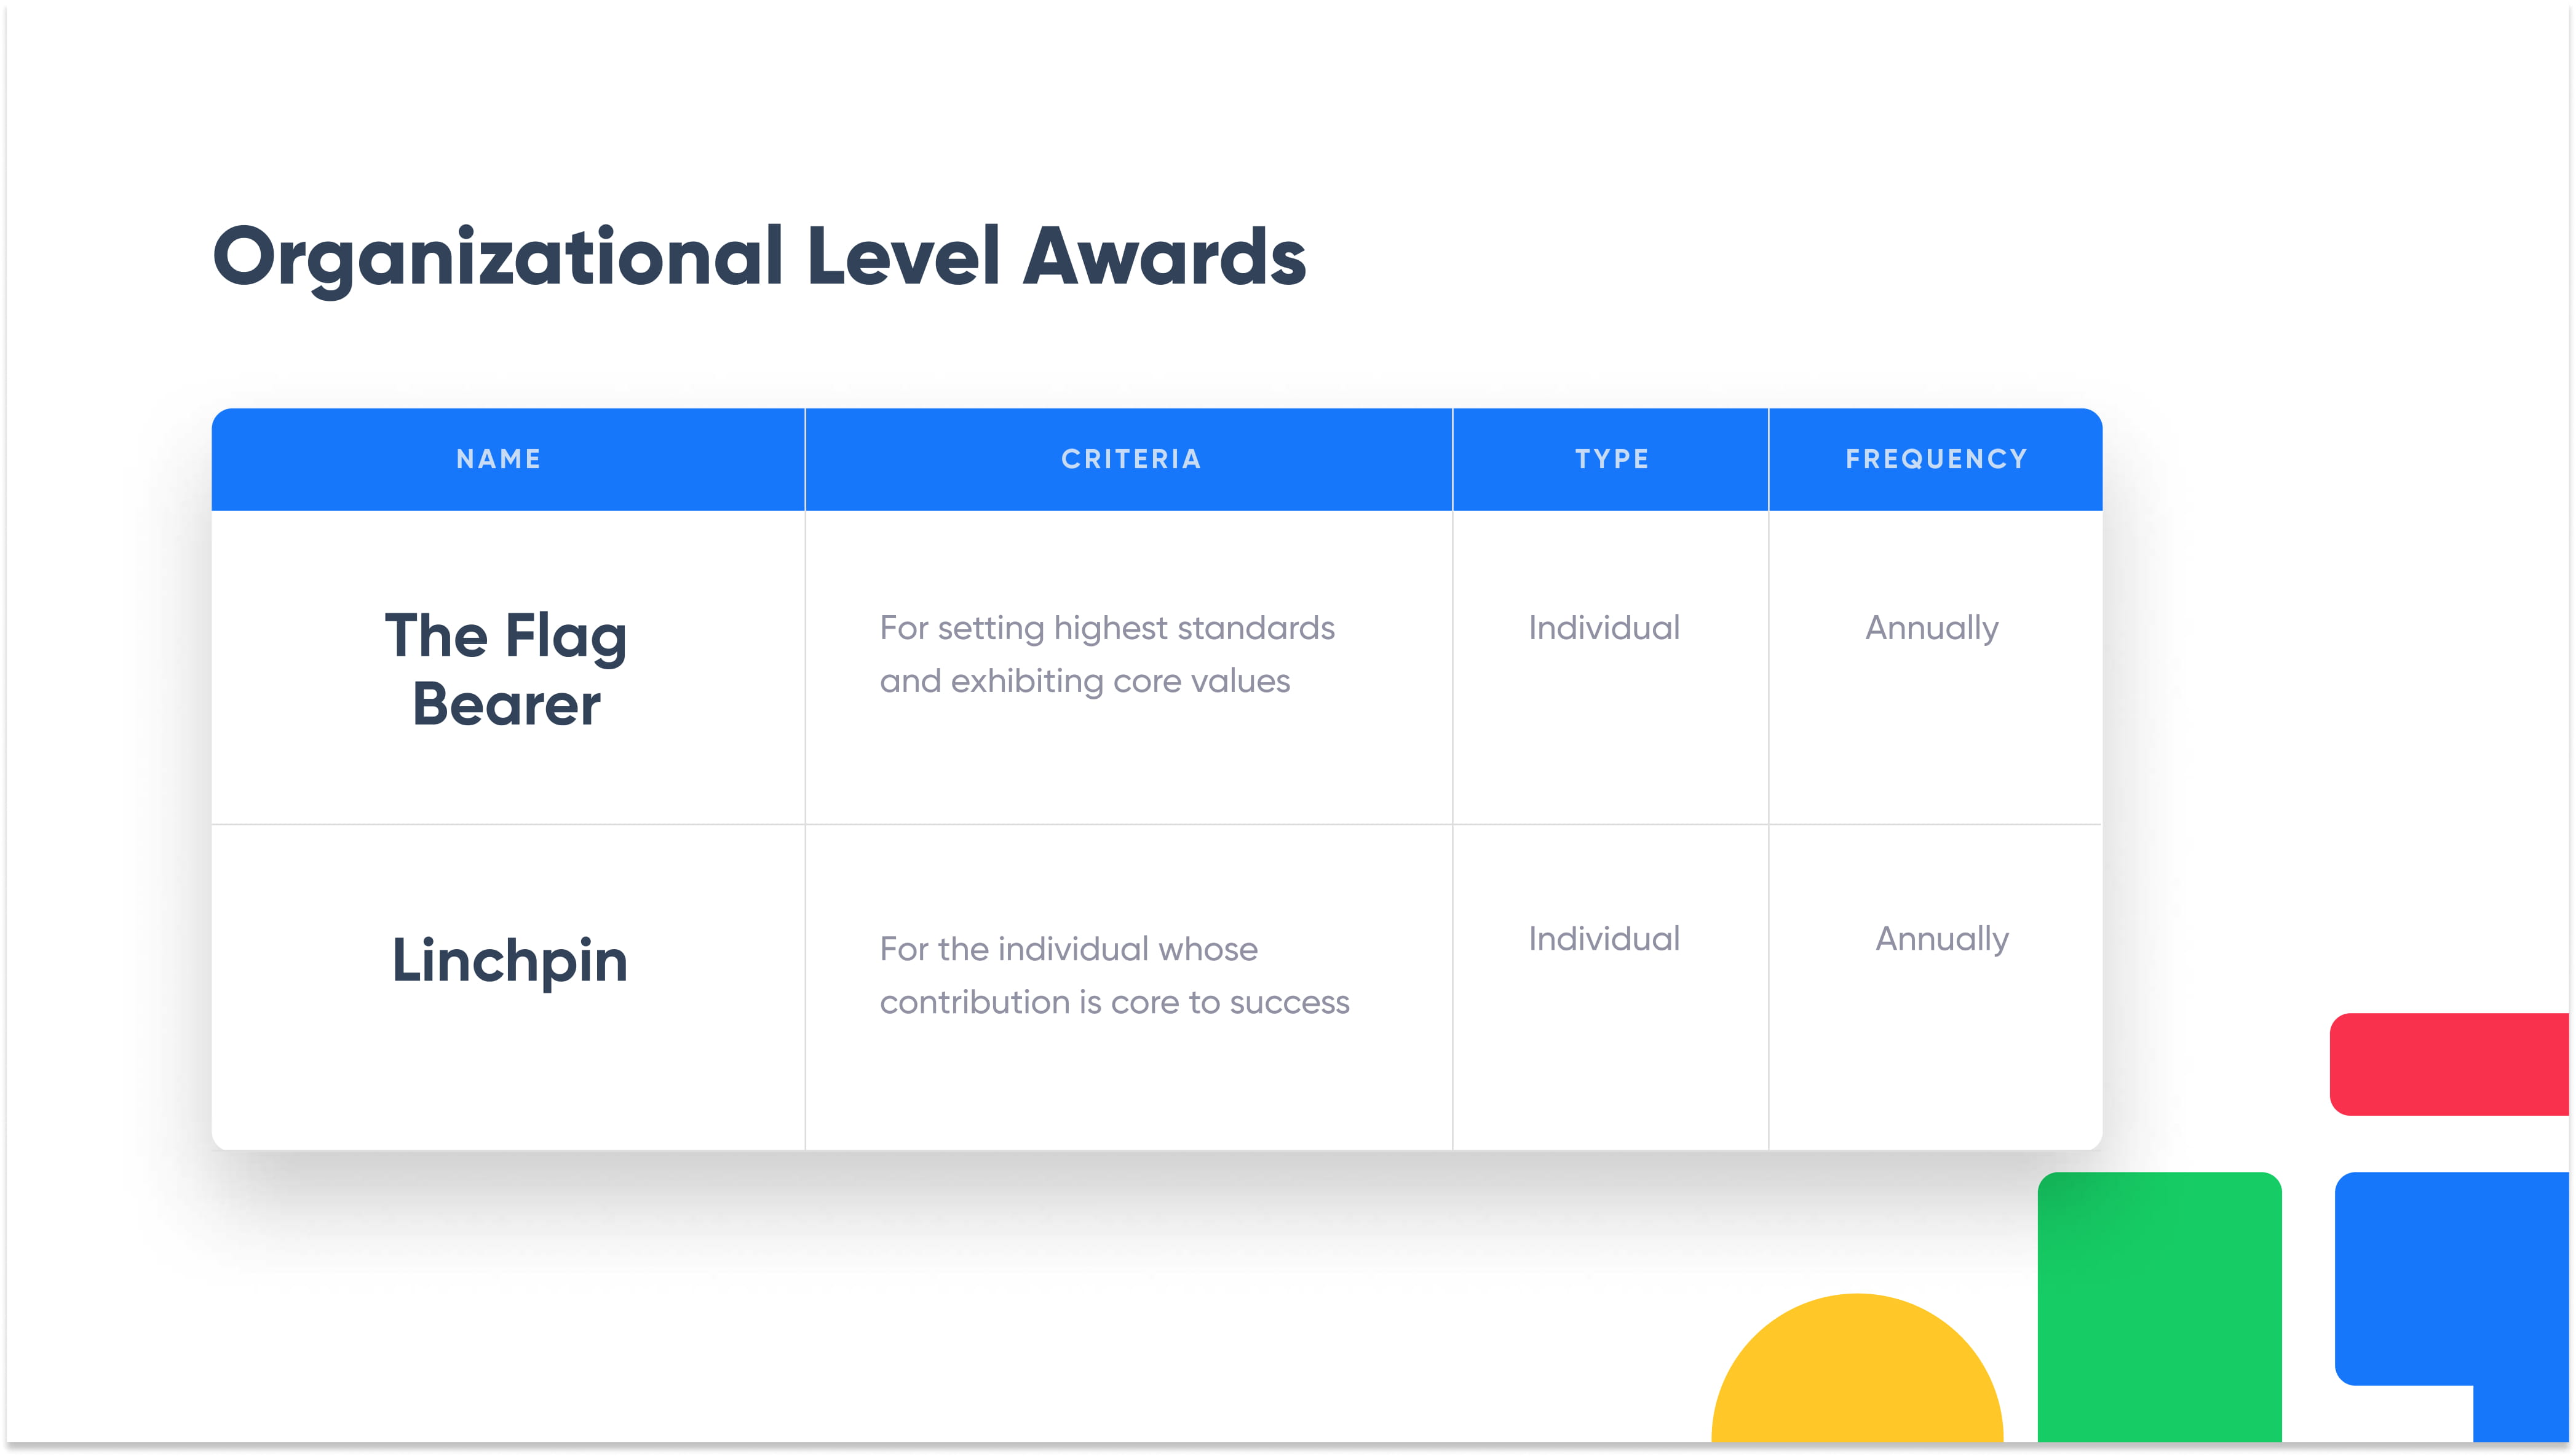 Organizational Level Awards
NAME
CRITERIA
TYPE
FREQUENCY
The Flag
Bearer
For setting highest standards
and exhibiting core values
Individual
Annually
Linchpin
For the individual whose
contribution is core to success
Individual
Annually